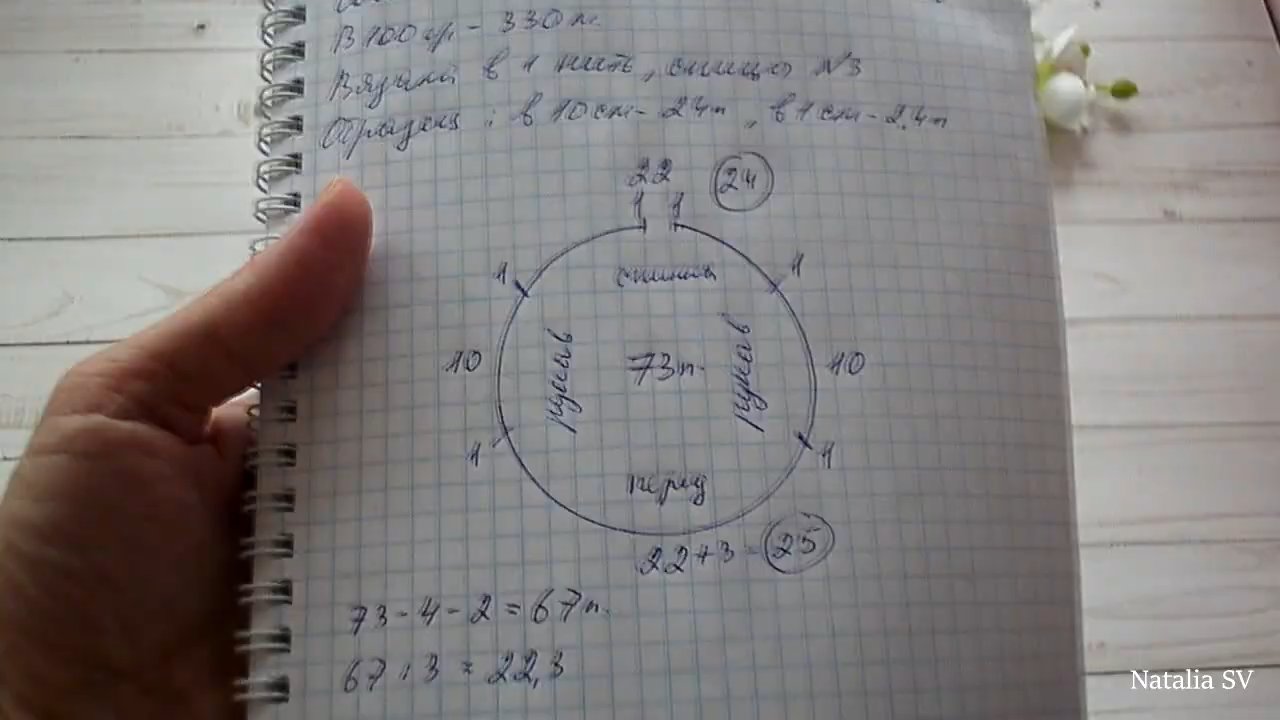 В 100 гр - 330 м.
Вяжем в 1 нить, спицы №3
Образец: в 10 см - 24 п, в 1 см - 2,4 п
22 24
1 1
1 спинка 1
10 рукав 73 п. рукав 10
1 1
перед
22+3 = 25
73 - 4 - 2 = 67 п.
67 : 3 = 22,3
Natalia SV